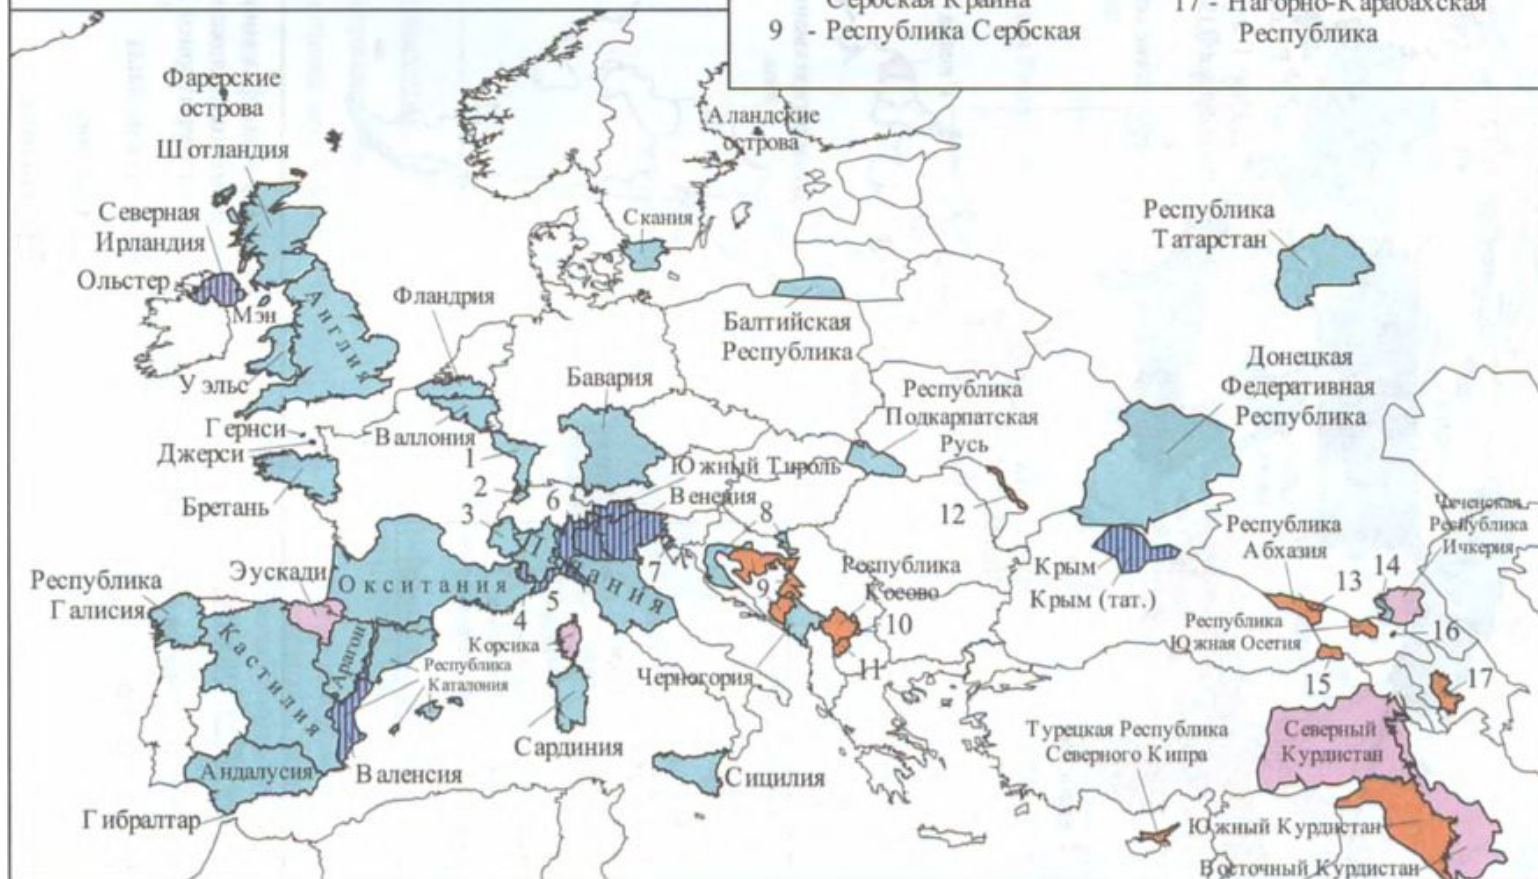 Сербская Крайна
9 - Республика Сербская
17 - Нагорно-Карабахская
Республика
Фарерские
острова
Шотландия
Северная
Ирландия
Ольстер
Мэн
Англия
Уэльс
Гернси
Джерси
Бретань
Фландрия
Валлония
Бавария
Скания
Аландские
острова
Балтийская
Республика
Республика
Татарстан
Донецкая
Федеративная
Республика
Республика
Подкарпатская
Русь
Южный Тироль
Венеция
1
2
3
4
5
6
7
8
9
10
11
12
13
14
15
16
17
Эускади
Окситания
Падания
Республика
Галисия
Кастилия
Арагон
Республика
Каталония
Андалусия
Валенсия
Гибралтар
Корсика
Сардиния
Сицилия
Черногория
Республика
Косово
Крым
Крым (тат.)
Республика
Абхазия
Чеченская
Республика
Ичкерия
Республика
Южная Осетия
Турецкая Республика
Северного Кипра
Северный
Курдистан
Южный Курдистан
Восточный Курдистан